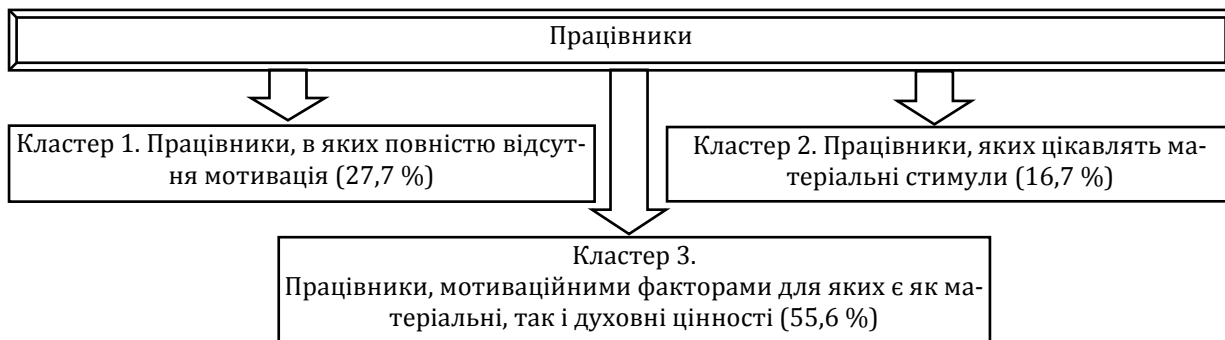 Працівники
Кластер 1. Працівники, в яких повністю відсут-
ня мотивація (27,7 %)
Кластер 2. Працівники, яких цікавлять ма-
теріальні стимули (16,7 %)
Кластер 3.
Працівники, мотиваційними факторами для яких є як ма-
теріальні, так і духовні цінності (55,6 %)